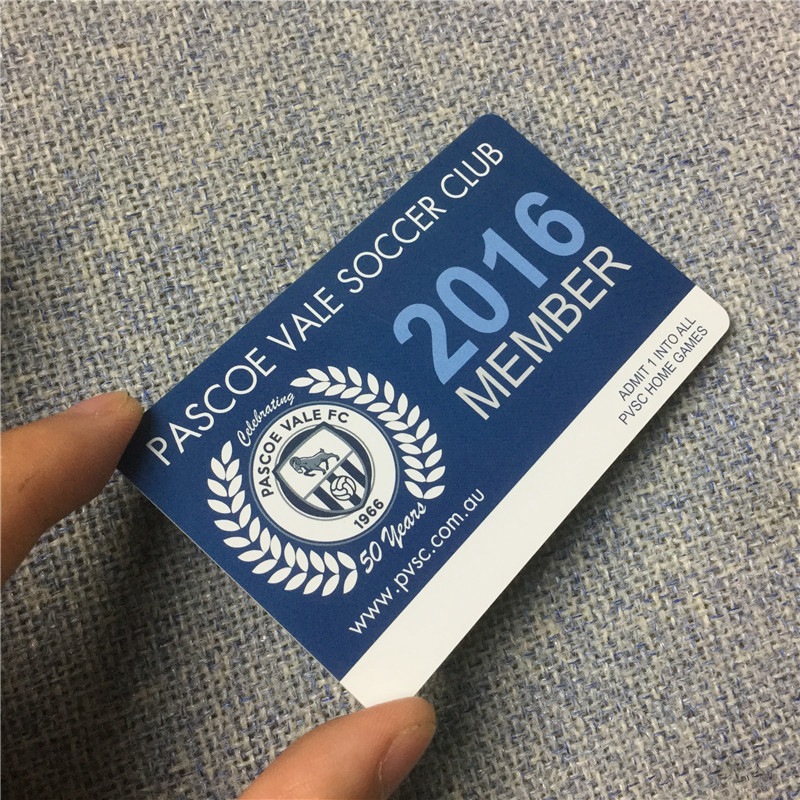 PASCOE VALE SOCCER CLUB
2016
MEMBER
Celebrating
PASCOE VALE FC
1966
50 Years
www.pvsc.com.au
ADMIT 1 INTO ALL
PVSC HOME GAMES